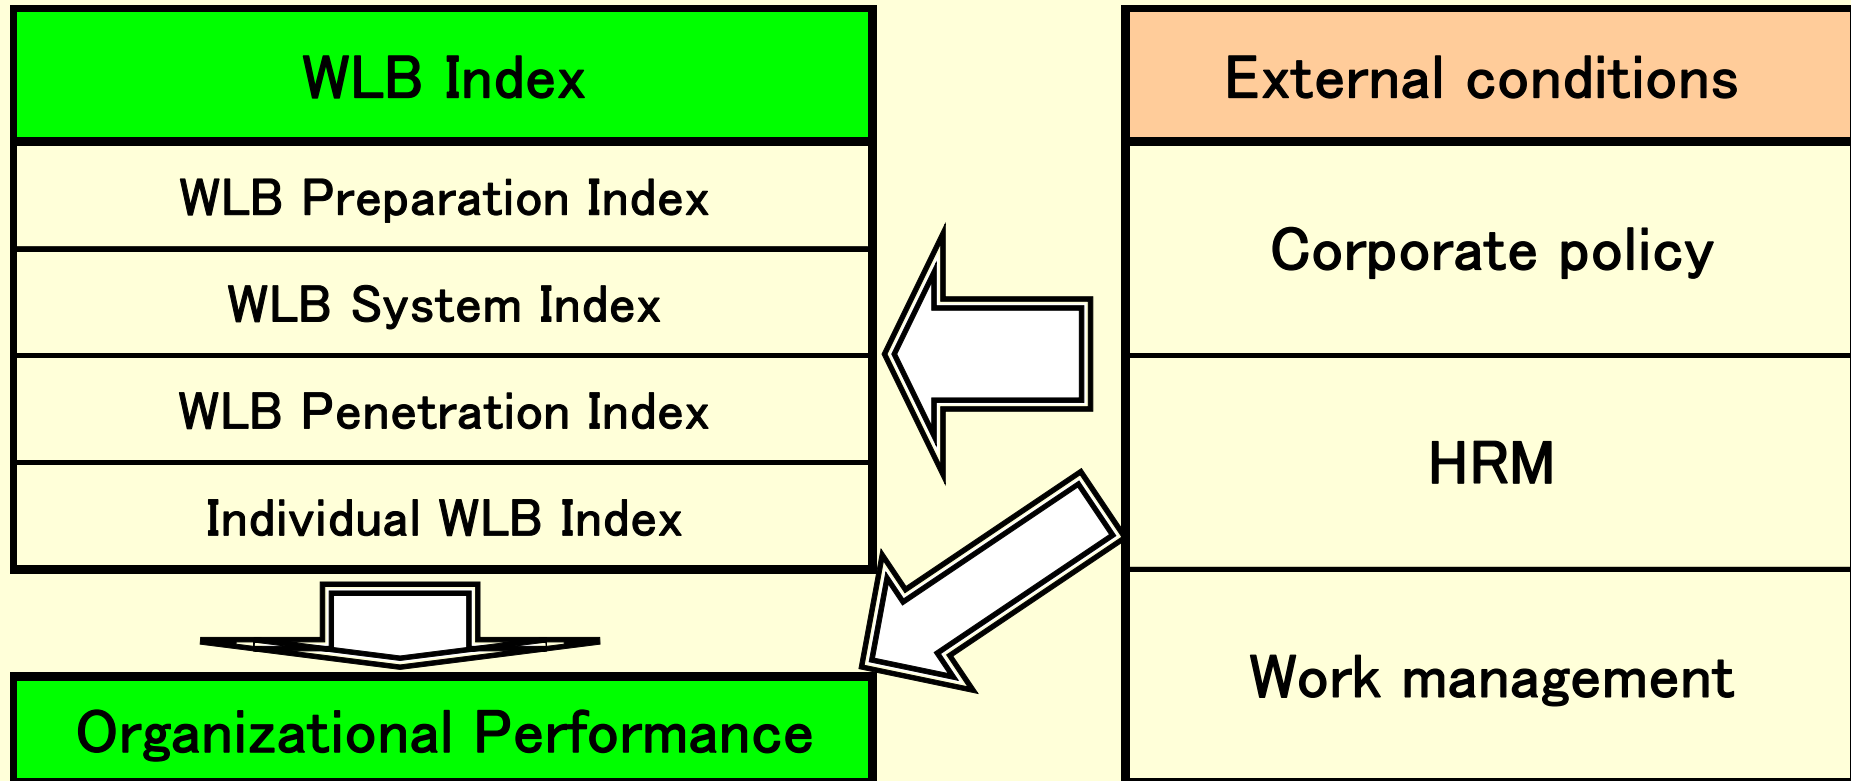 WLB Index
WLB Preparation Index
WLB System Index
WLB Penetration Index
Individual WLB Index
Organizational Performance
External conditions
Corporate policy
HRM
Work management